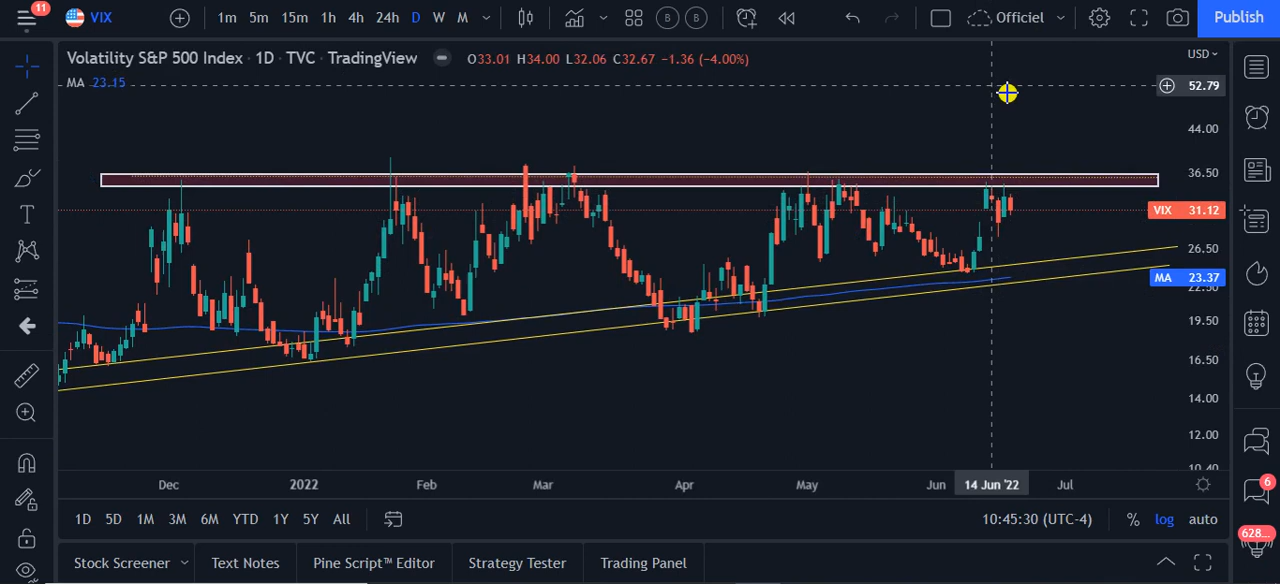 11
VIX
1m 5m 15m 1h 4h 24h D W M
B B
Officiel
Publish
Volatility S&P 500 Index · 1D · TVC · TradingView
O33.01 H34.00 L32.06 C32.67 −1.36 (−4.00%)
USD
MA 23.15
52.79
44.00
36.50
VIX 31.12
26.50
MA 23.37
22.50
19.50
16.50
14.00
12.00
10.40
Dec 2022 Feb Mar Apr May Jun 14 Jun '22 Jul
6
1D 5D 1M 3M 6M YTD 1Y 5Y All
10:45:30 (UTC-4) % log auto
628...
Stock Screener Text Notes Pine Script™ Editor Strategy Tester Trading Panel